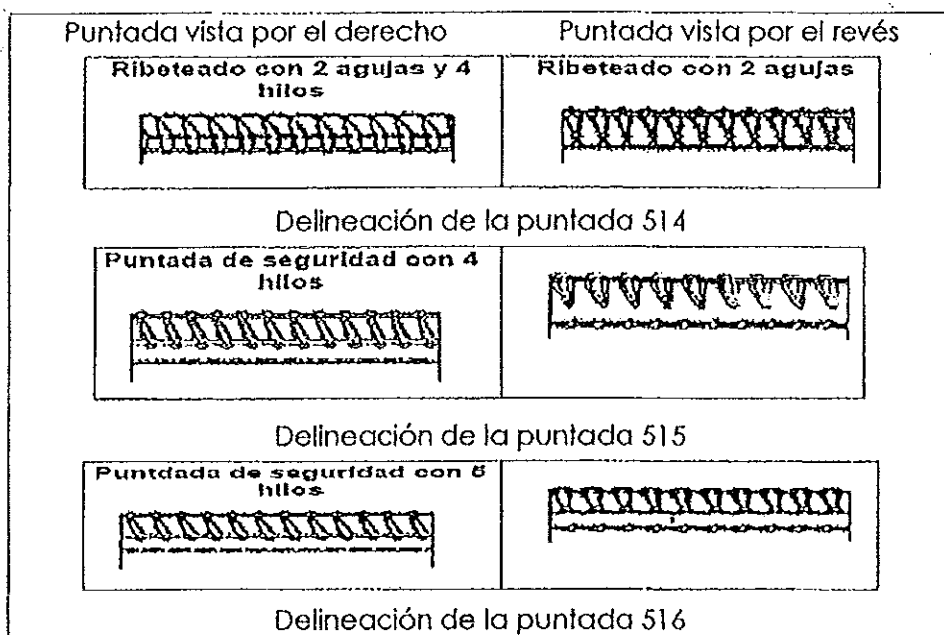 Puntada vista por el derecho
Puntada vista por el revés
Ribeteado con 2 agujas y 4
hilos
Ribeteado con 2 agujas
Delineación de la puntada 514
Puntada de seguridad con 4
hilos
Delineación de la puntada 515
Puntdada de seguridad con 6
hilos
Delineación de la puntada 516